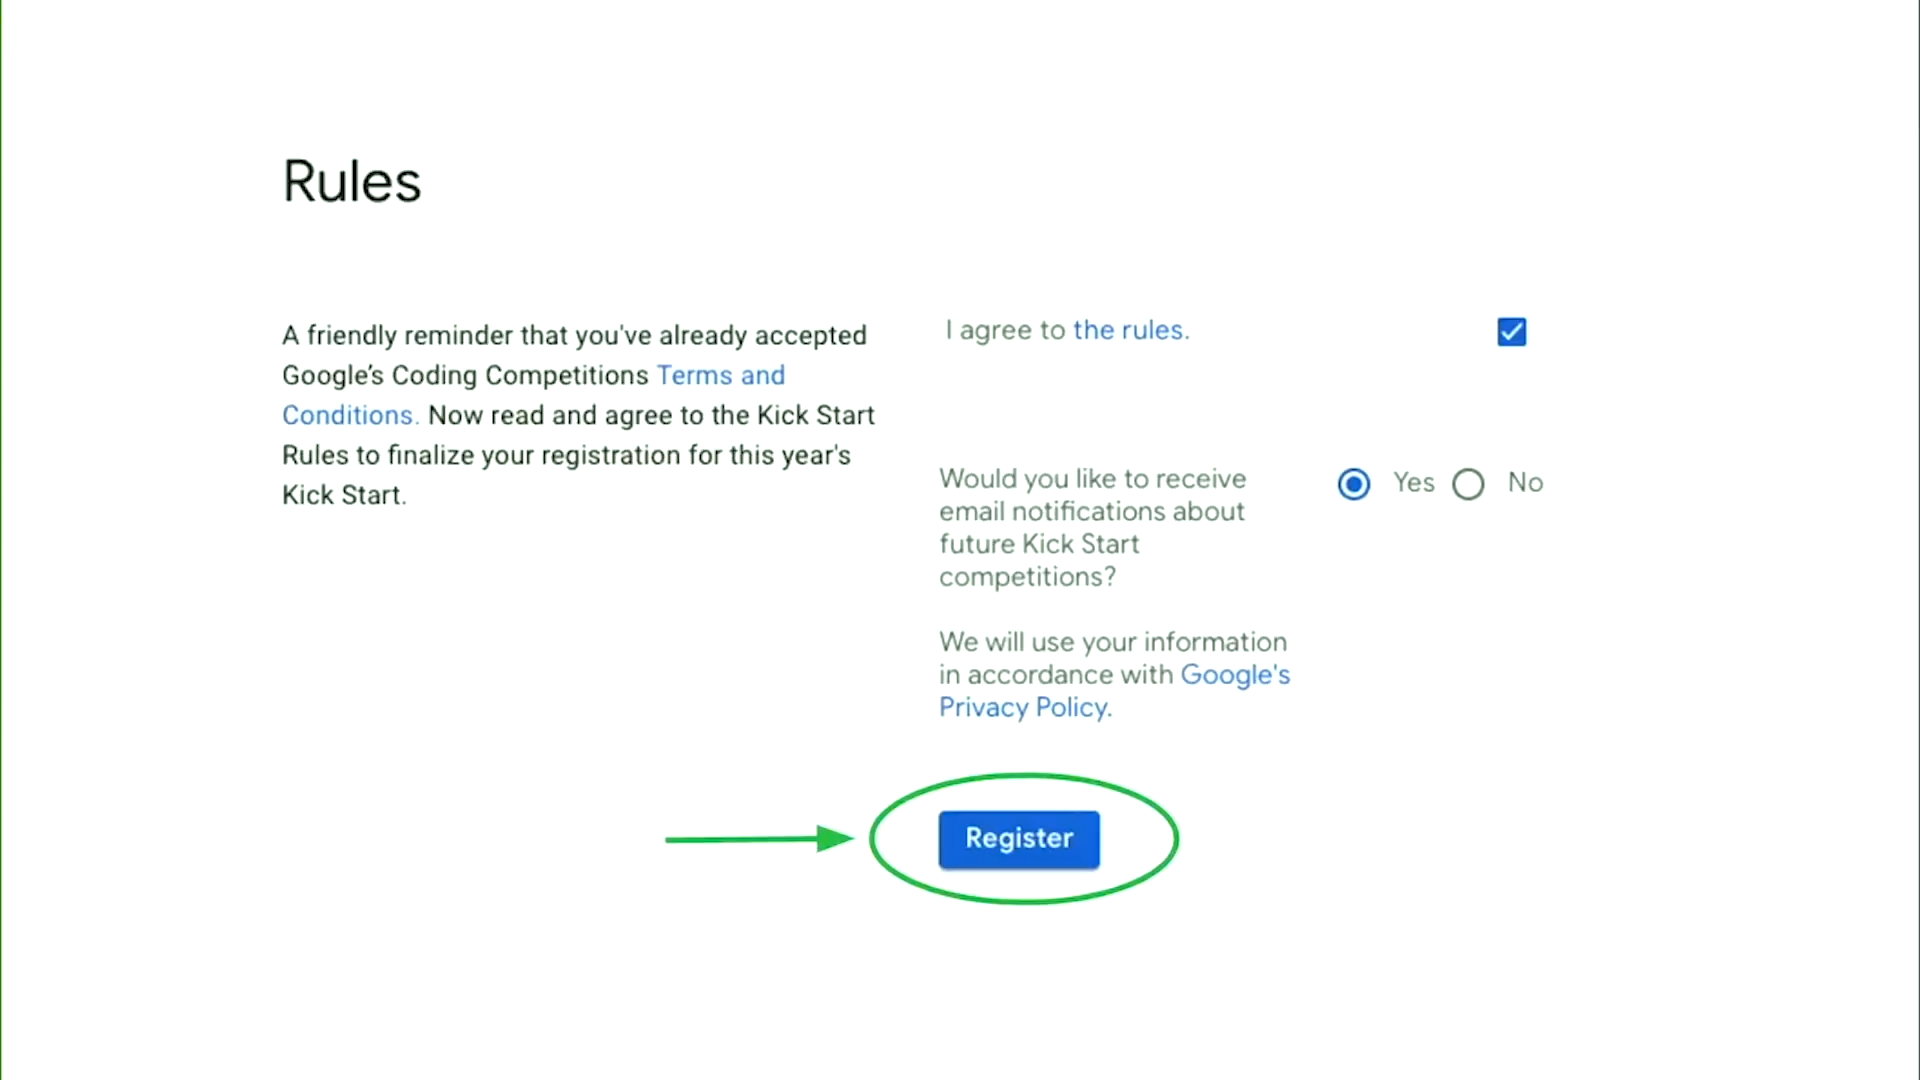 Rules
A friendly reminder that you've already accepted
Google’s Coding Competitions Terms and
Conditions. Now read and agree to the Kick Start
Rules to finalize your registration for this year's
Kick Start.
I agree to the rules.
Would you like to receive
email notifications about
future Kick Start
competitions?
Yes No
We will use your information
in accordance with Google's
Privacy Policy.
Register